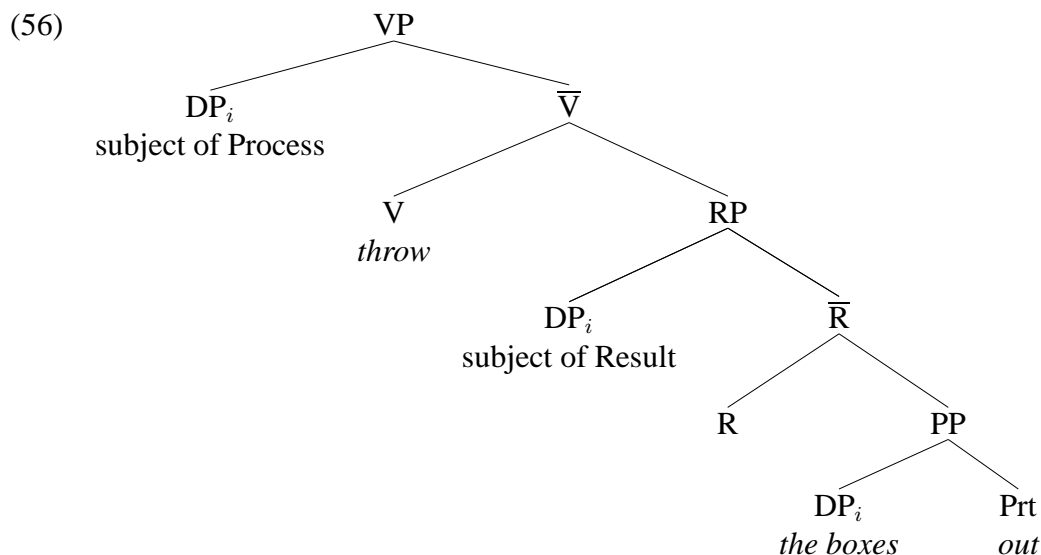 (56) VP
DP_i V̅
subject of Process
V RP
throw
DP_i R̅
subject of Result
R PP
DP_i Prt
the boxes out